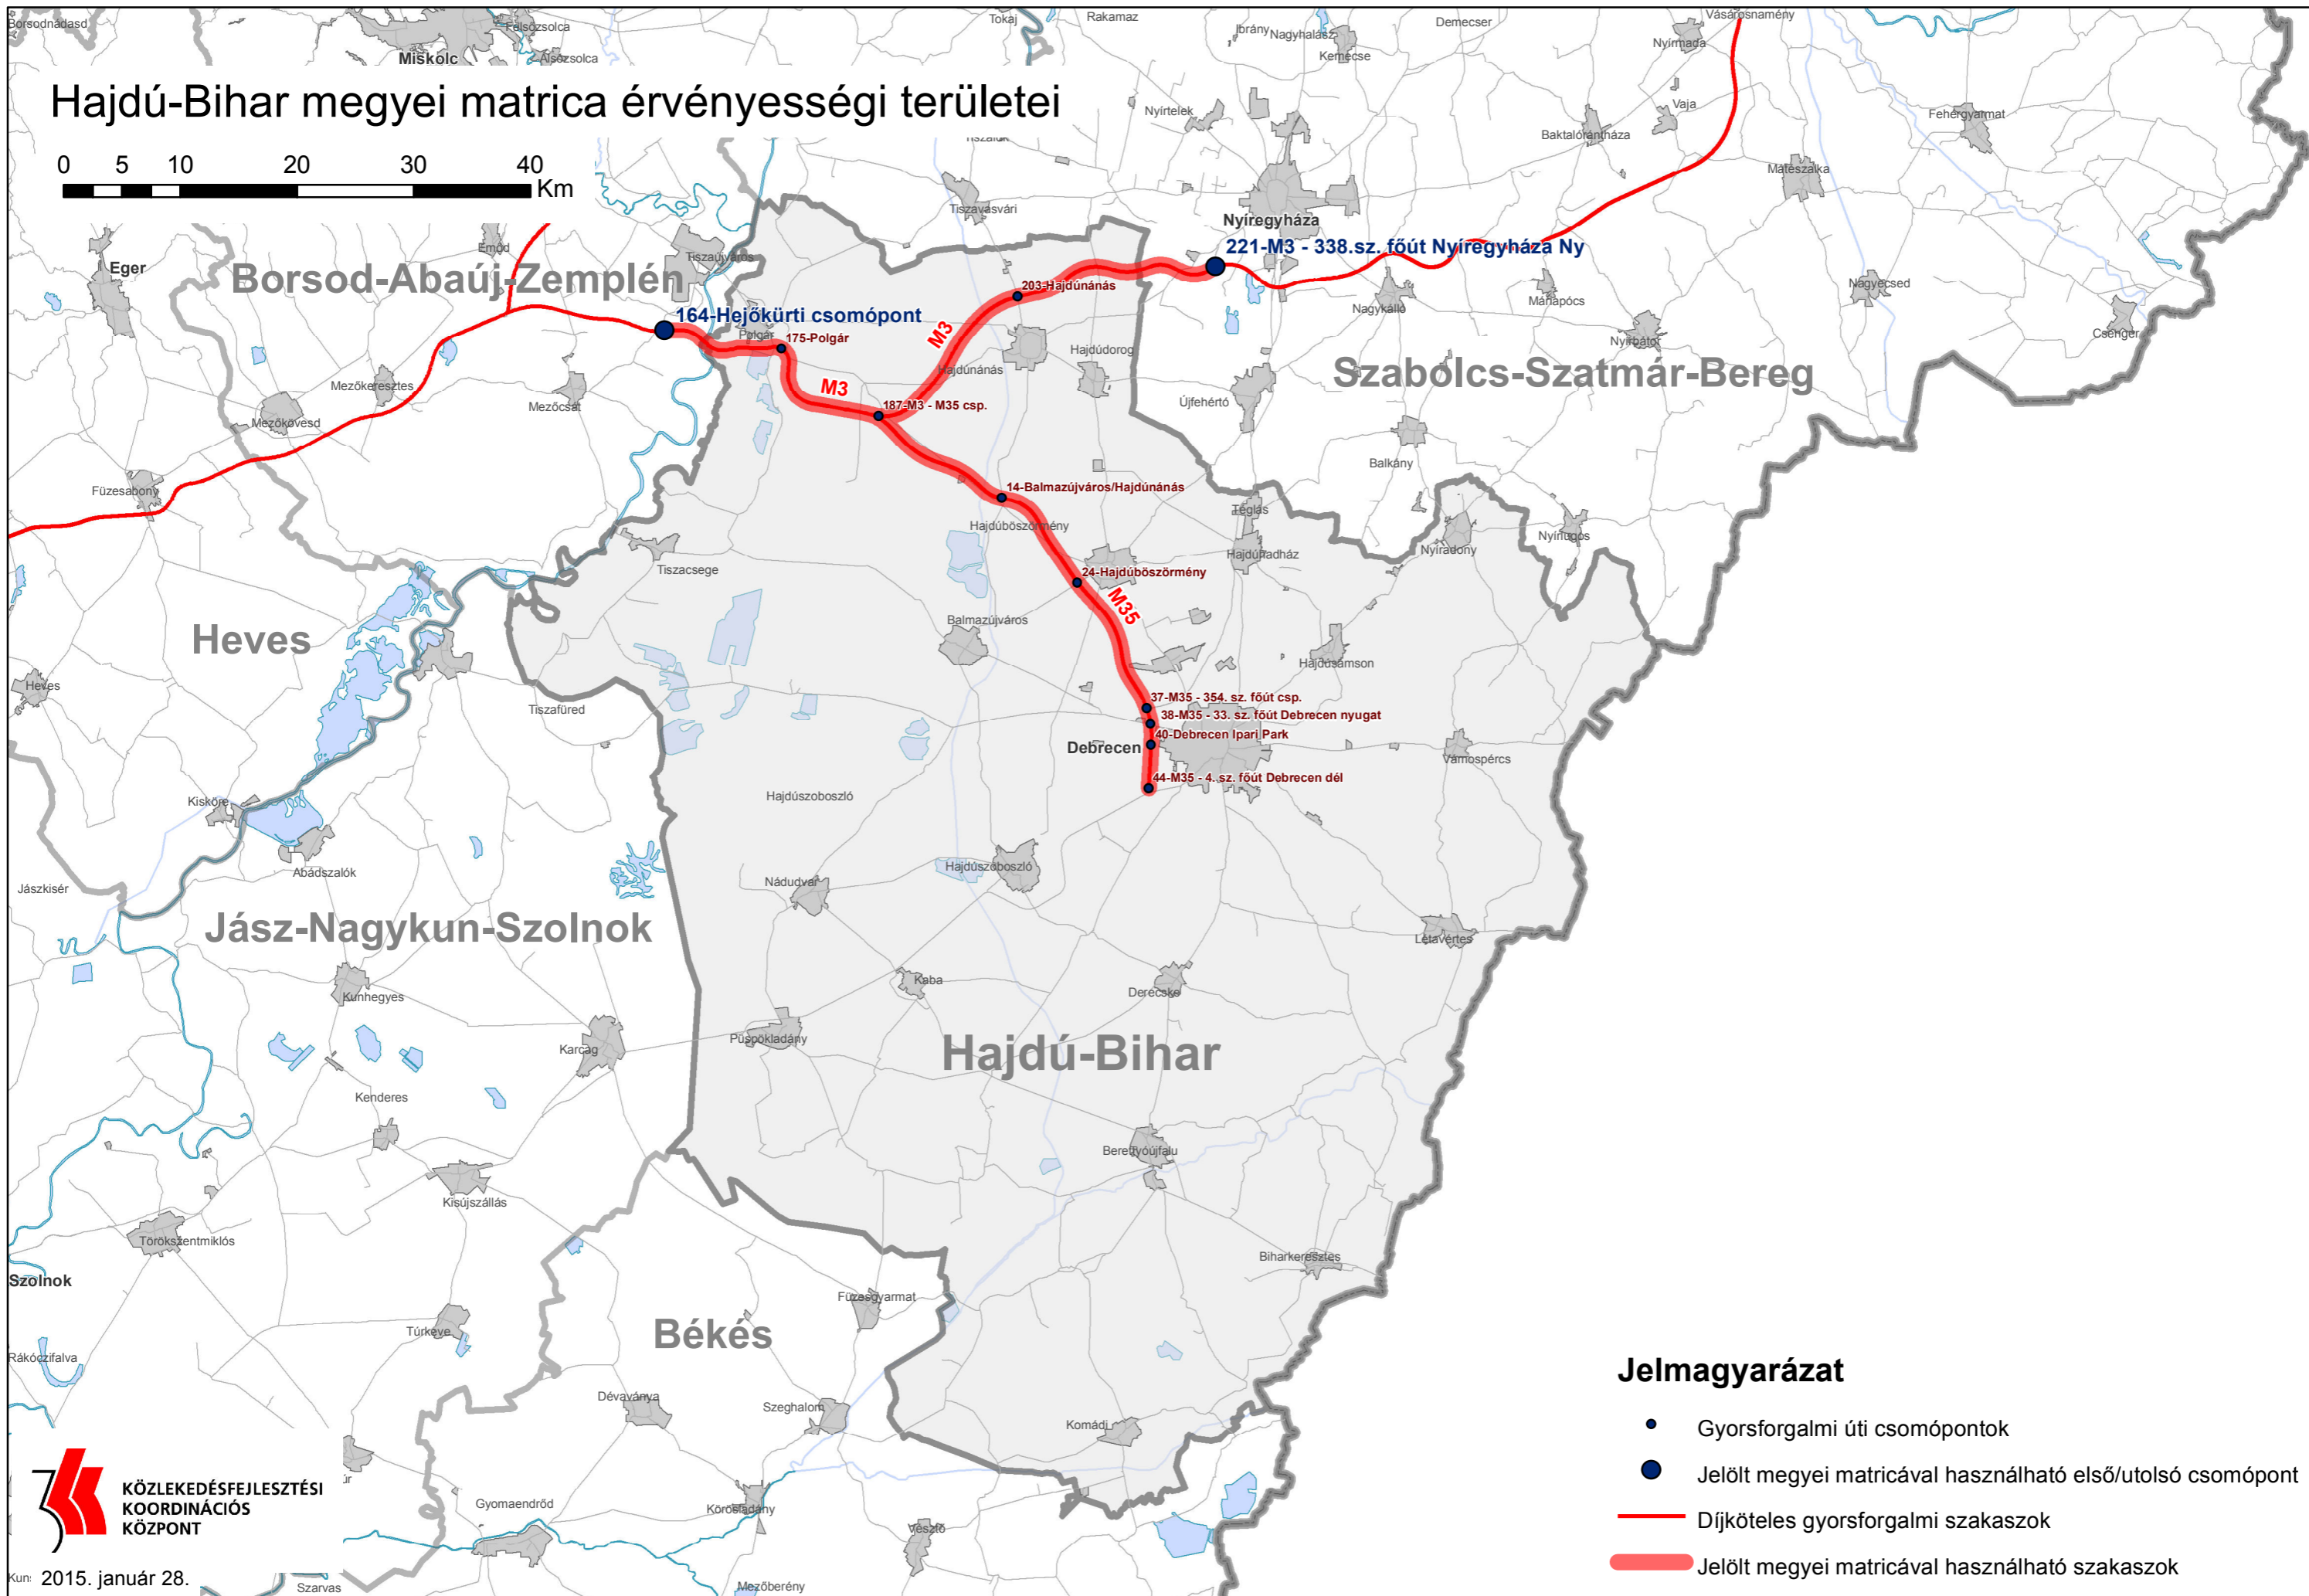 Borsodnádasd
Felsőzsolca
Miskolc
Alsózsolca
Tokaj
Rakamaz
Ibrány
Nagyhalász
Kemecse
Demecser
Vásárosnamény
Nyírmada
Hajdú-Bihar megyei matrica érvényességi területei
0 5 10 20 30 40
Km
Nyírtelek
Vaja
Baktalórántháza
Fehérgyarmat
Mátészalka
Tiszavasvári
Nyíregyháza
221-M3 - 338.sz. főút Nyíregyháza Ny
Emőd
Tiszaújváros
Eger
Borsod-Abaúj-Zemplén
203-Hajdúnánás
Nagykálló
Máriapócs
Nagyecsed
Csenger
164-Hejőkürti csomópont
Polgár
175-Polgár
M3
Hajdúdorog
Hajdúnánás
Nyírbátor
Szabolcs-Szatmár-Bereg
Mezőkeresztes
Mezőcsát
M3
187-M3 - M35 csp.
Újfehértó
Mezőkövesd
Balkány
Füzesabony
14-Balmazújváros/Hajdúnánás
Téglás
Hajdúböszörmény
Nyírlugos
Nyíradony
Hajdúhadház
Tiszacsege
24-Hajdúböszörmény
M35
Balmazújváros
Heves
Hajdúsámson
Heves
Tiszafüred
37-M35 - 354. sz. főút csp.
38-M35 - 33. sz. főút Debrecen nyugat
40-Debrecen Ipari Park
Debrecen
Vámospércs
44-M35 - 4. sz. főút Debrecen dél
Hajdúszoboszló
Kisköre
Abádszalók
Hajdúszoboszló
Nádudvar
Jászkisér
Jász-Nagykun-Szolnok
Létavértes
Kaba
Derecske
Kunhegyes
Püspökladány
Karcag
Hajdú-Bihar
Kenderes
Berettyóújfalu
Kisújszállás
Törökszentmiklós
Biharkeresztes
Szolnok
Füzesgyarmat
Túrkeve
Békés
Rákóczifalva
Dévaványa
Szeghalom
Komádi
Jelmagyarázat
Gyorsforgalmi úti csomópontok
Jelölt megyei matricával használható első/utolsó csomópont
Díjköteles gyorsforgalmi szakaszok
Jelölt megyei matricával használható szakaszok
KÖZLEKEDÉSFEJLESZTÉSI
KOORDINÁCIÓS
KÖZPONT
Gyomaendrőd
Körösladány
Vésztő
2015. január 28.
Szarvas
Mezőberény